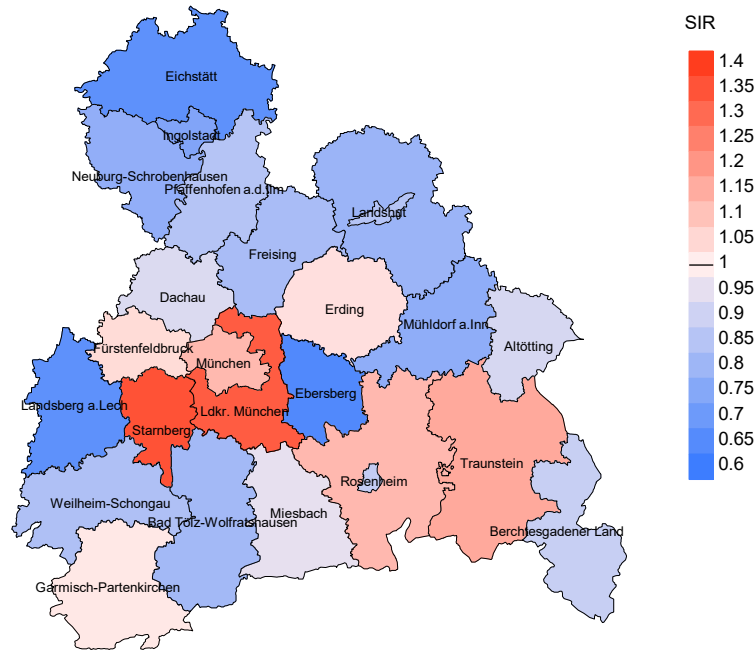 SIR
1.4
1.35
1.3
1.25
1.2
1.15
1.1
1.05
1
0.95
0.9
0.85
0.8
0.75
0.7
0.65
0.6
Eichstätt
Ingolstadt
Neuburg-Schrobenhausen
Pfaffenhofen a.d.Ilm
Landshut
Freising
Dachau
Erding
Mühldorf a.Inn
Altötting
Fürstenfeldbruck
München
Ebersberg
Landsberg a.Lech
Ldkr. München
Starnberg
Traunstein
Rosenheim
Weilheim-Schongau
Miesbach
Bad Tölz-Wolfratshausen
Berchtesgadener Land
Garmisch-Partenkirchen